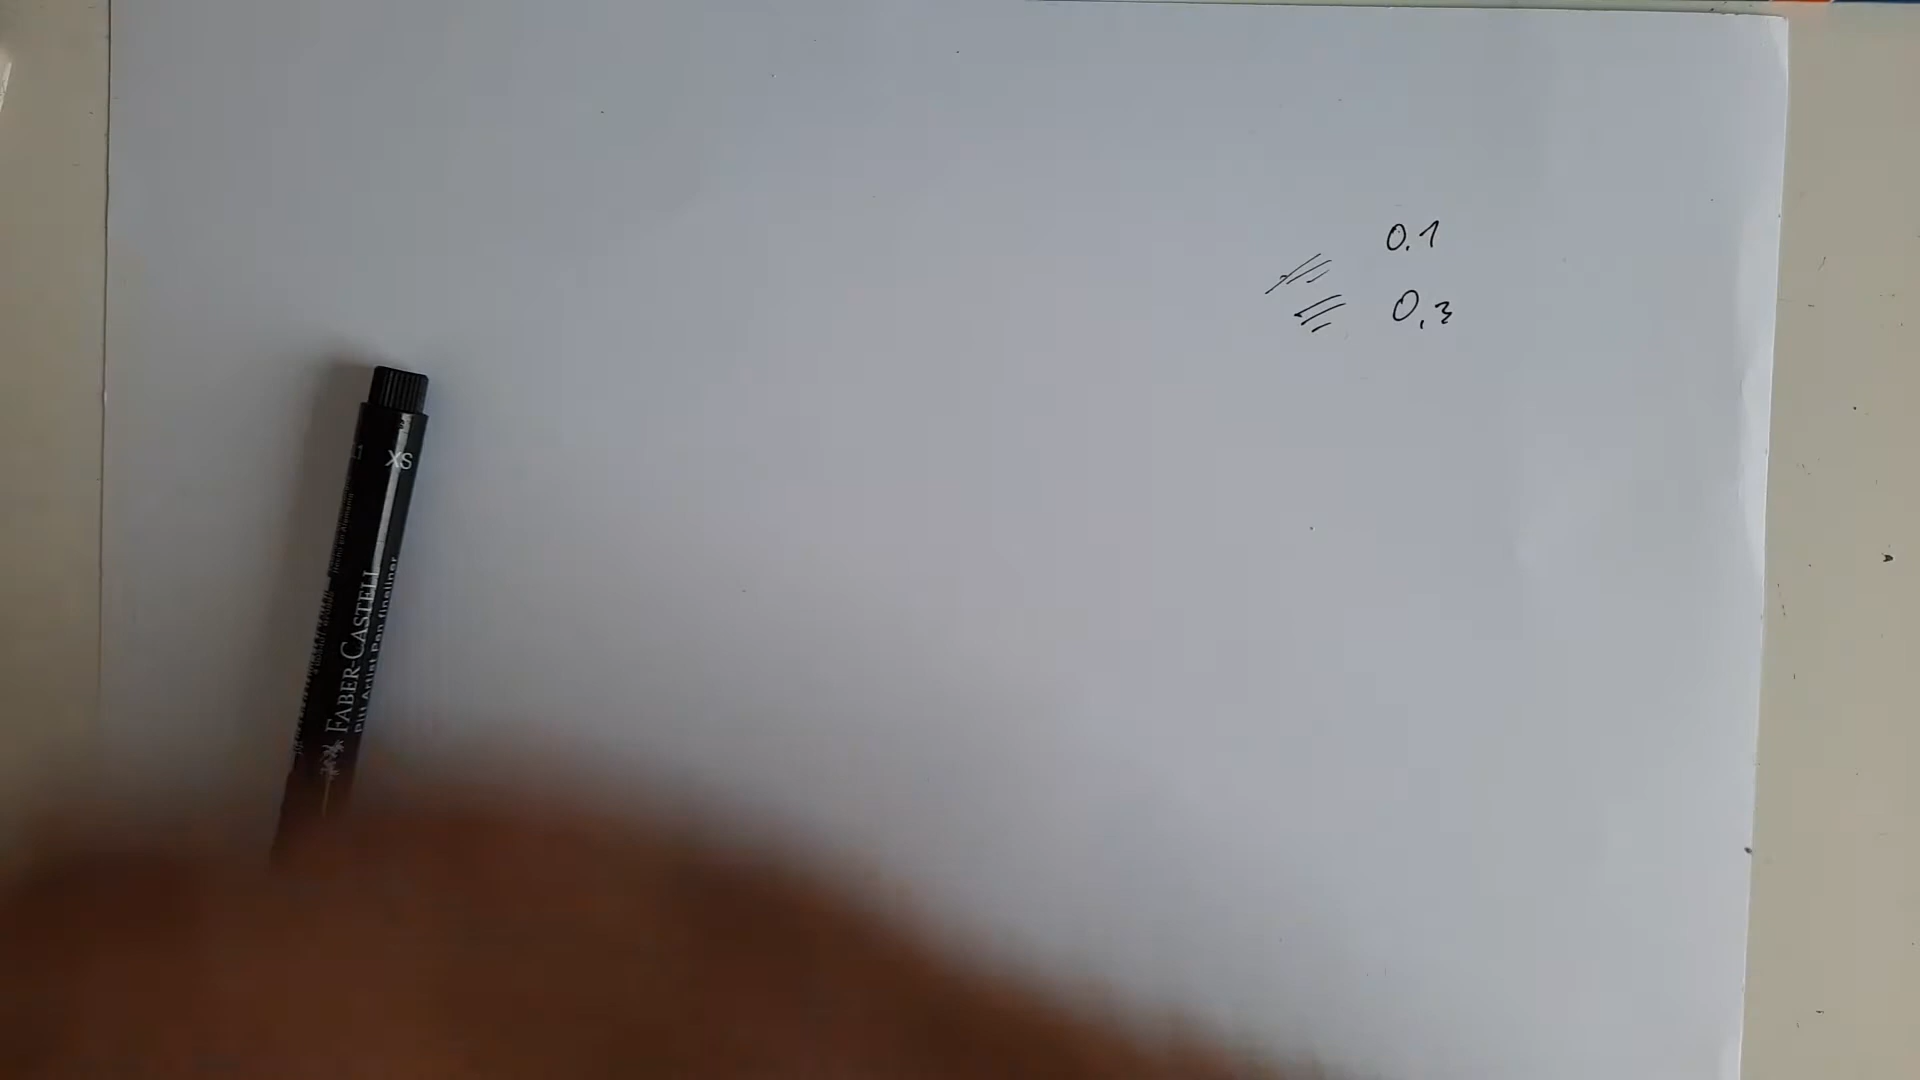 0.1
0,3
XS
FABER-CASTELL
Pitt Artist Pen fineliner